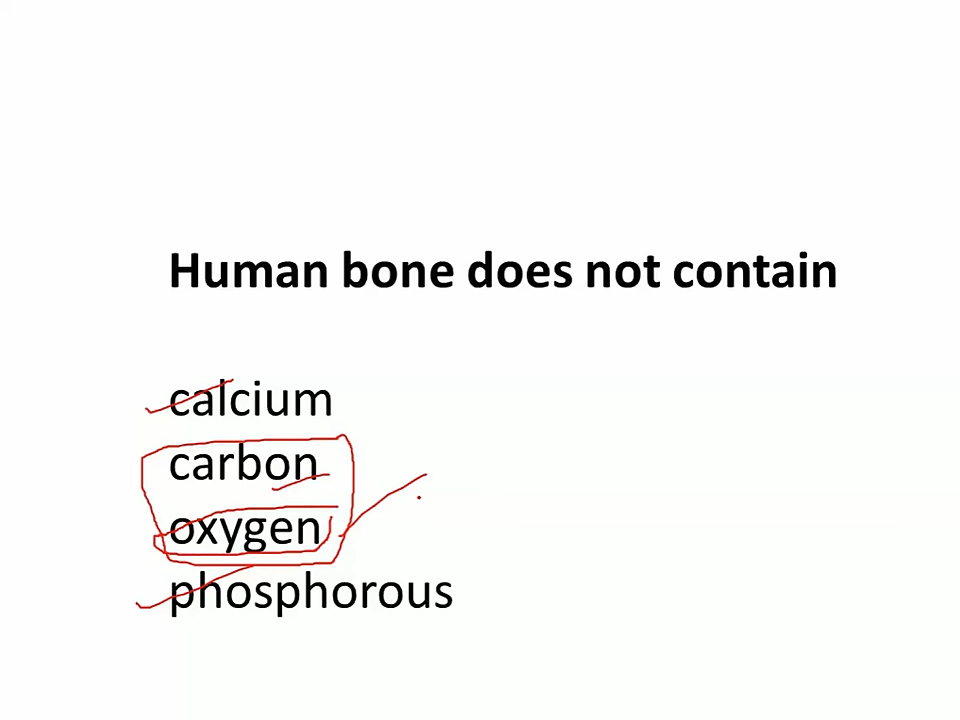 Human bone does not contain
calcium
carbon
oxygen
phosphorous